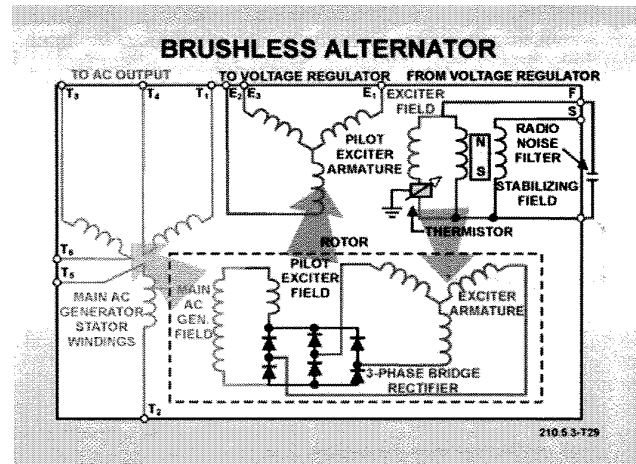 BRUSHLESS ALTERNATOR
TO AC OUTPUT
TO VOLTAGE REGULATOR
FROM VOLTAGE REGULATOR
T3
T4
T1
E2
E3
E1
EXCITER
FIELD
F
S
PILOT
EXCITER
ARMATURE
N
S
RADIO
NOISE
FILTER
STABILIZING
FIELD
THERMISTOR
T6
T5
ROTOR
MAIN AC
GENERATOR
STATOR
WINDINGS
MAIN
AC
GEN.
FIELD
PILOT
EXCITER
FIELD
EXCITER
ARMATURE
3-PHASE BRIDGE
RECTIFIER
T2
210.5.3-T29